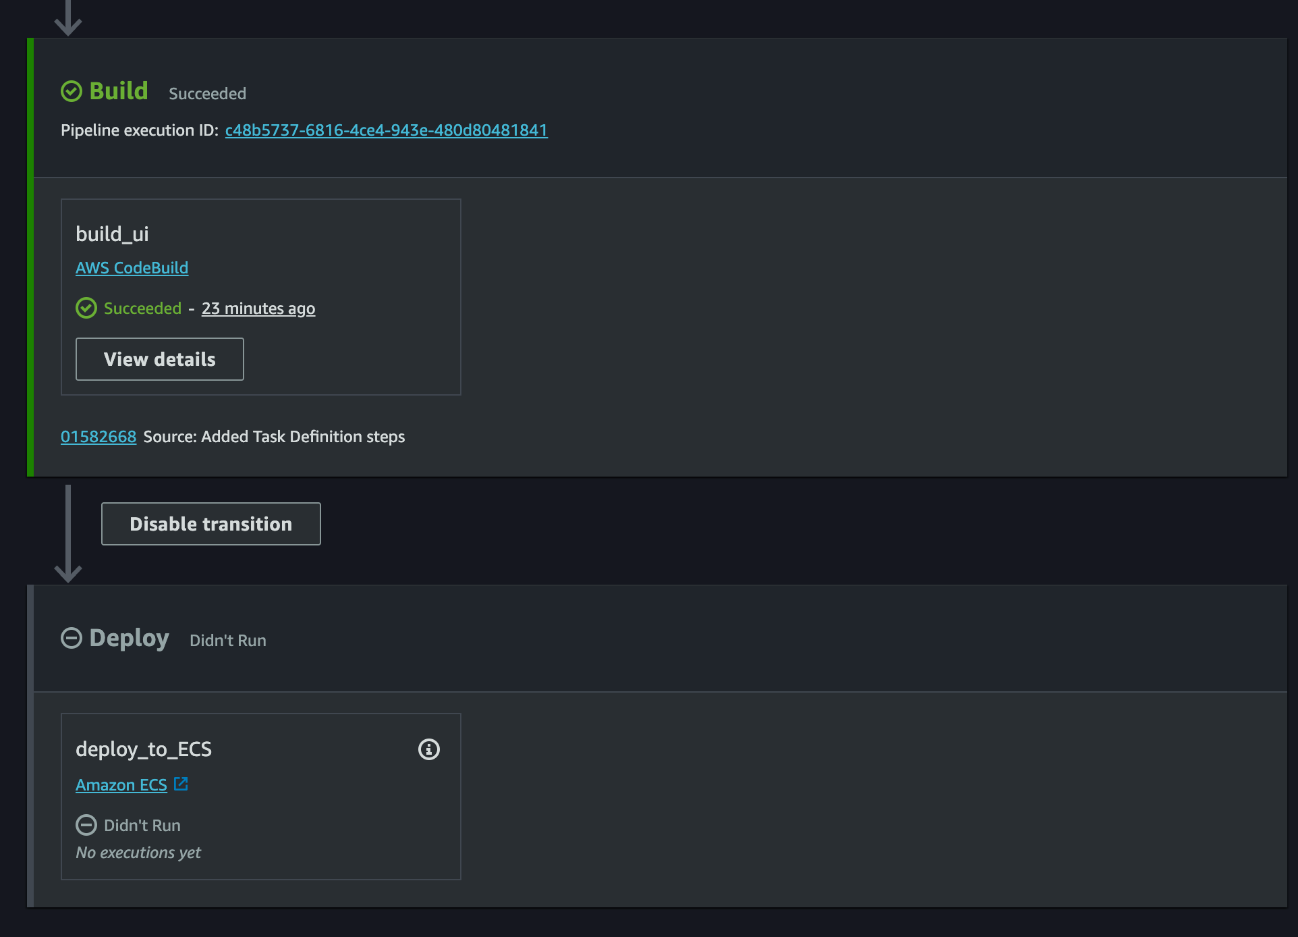 Build Succeeded
Pipeline execution ID: c48b5737-6816-4ce4-943e-480d80481841
build_ui
AWS CodeBuild
Succeeded - 23 minutes ago
View details
01582668 Source: Added Task Definition steps
Disable transition
Deploy Didn't Run
deploy_to_ECS
Amazon ECS
Didn't Run
No executions yet